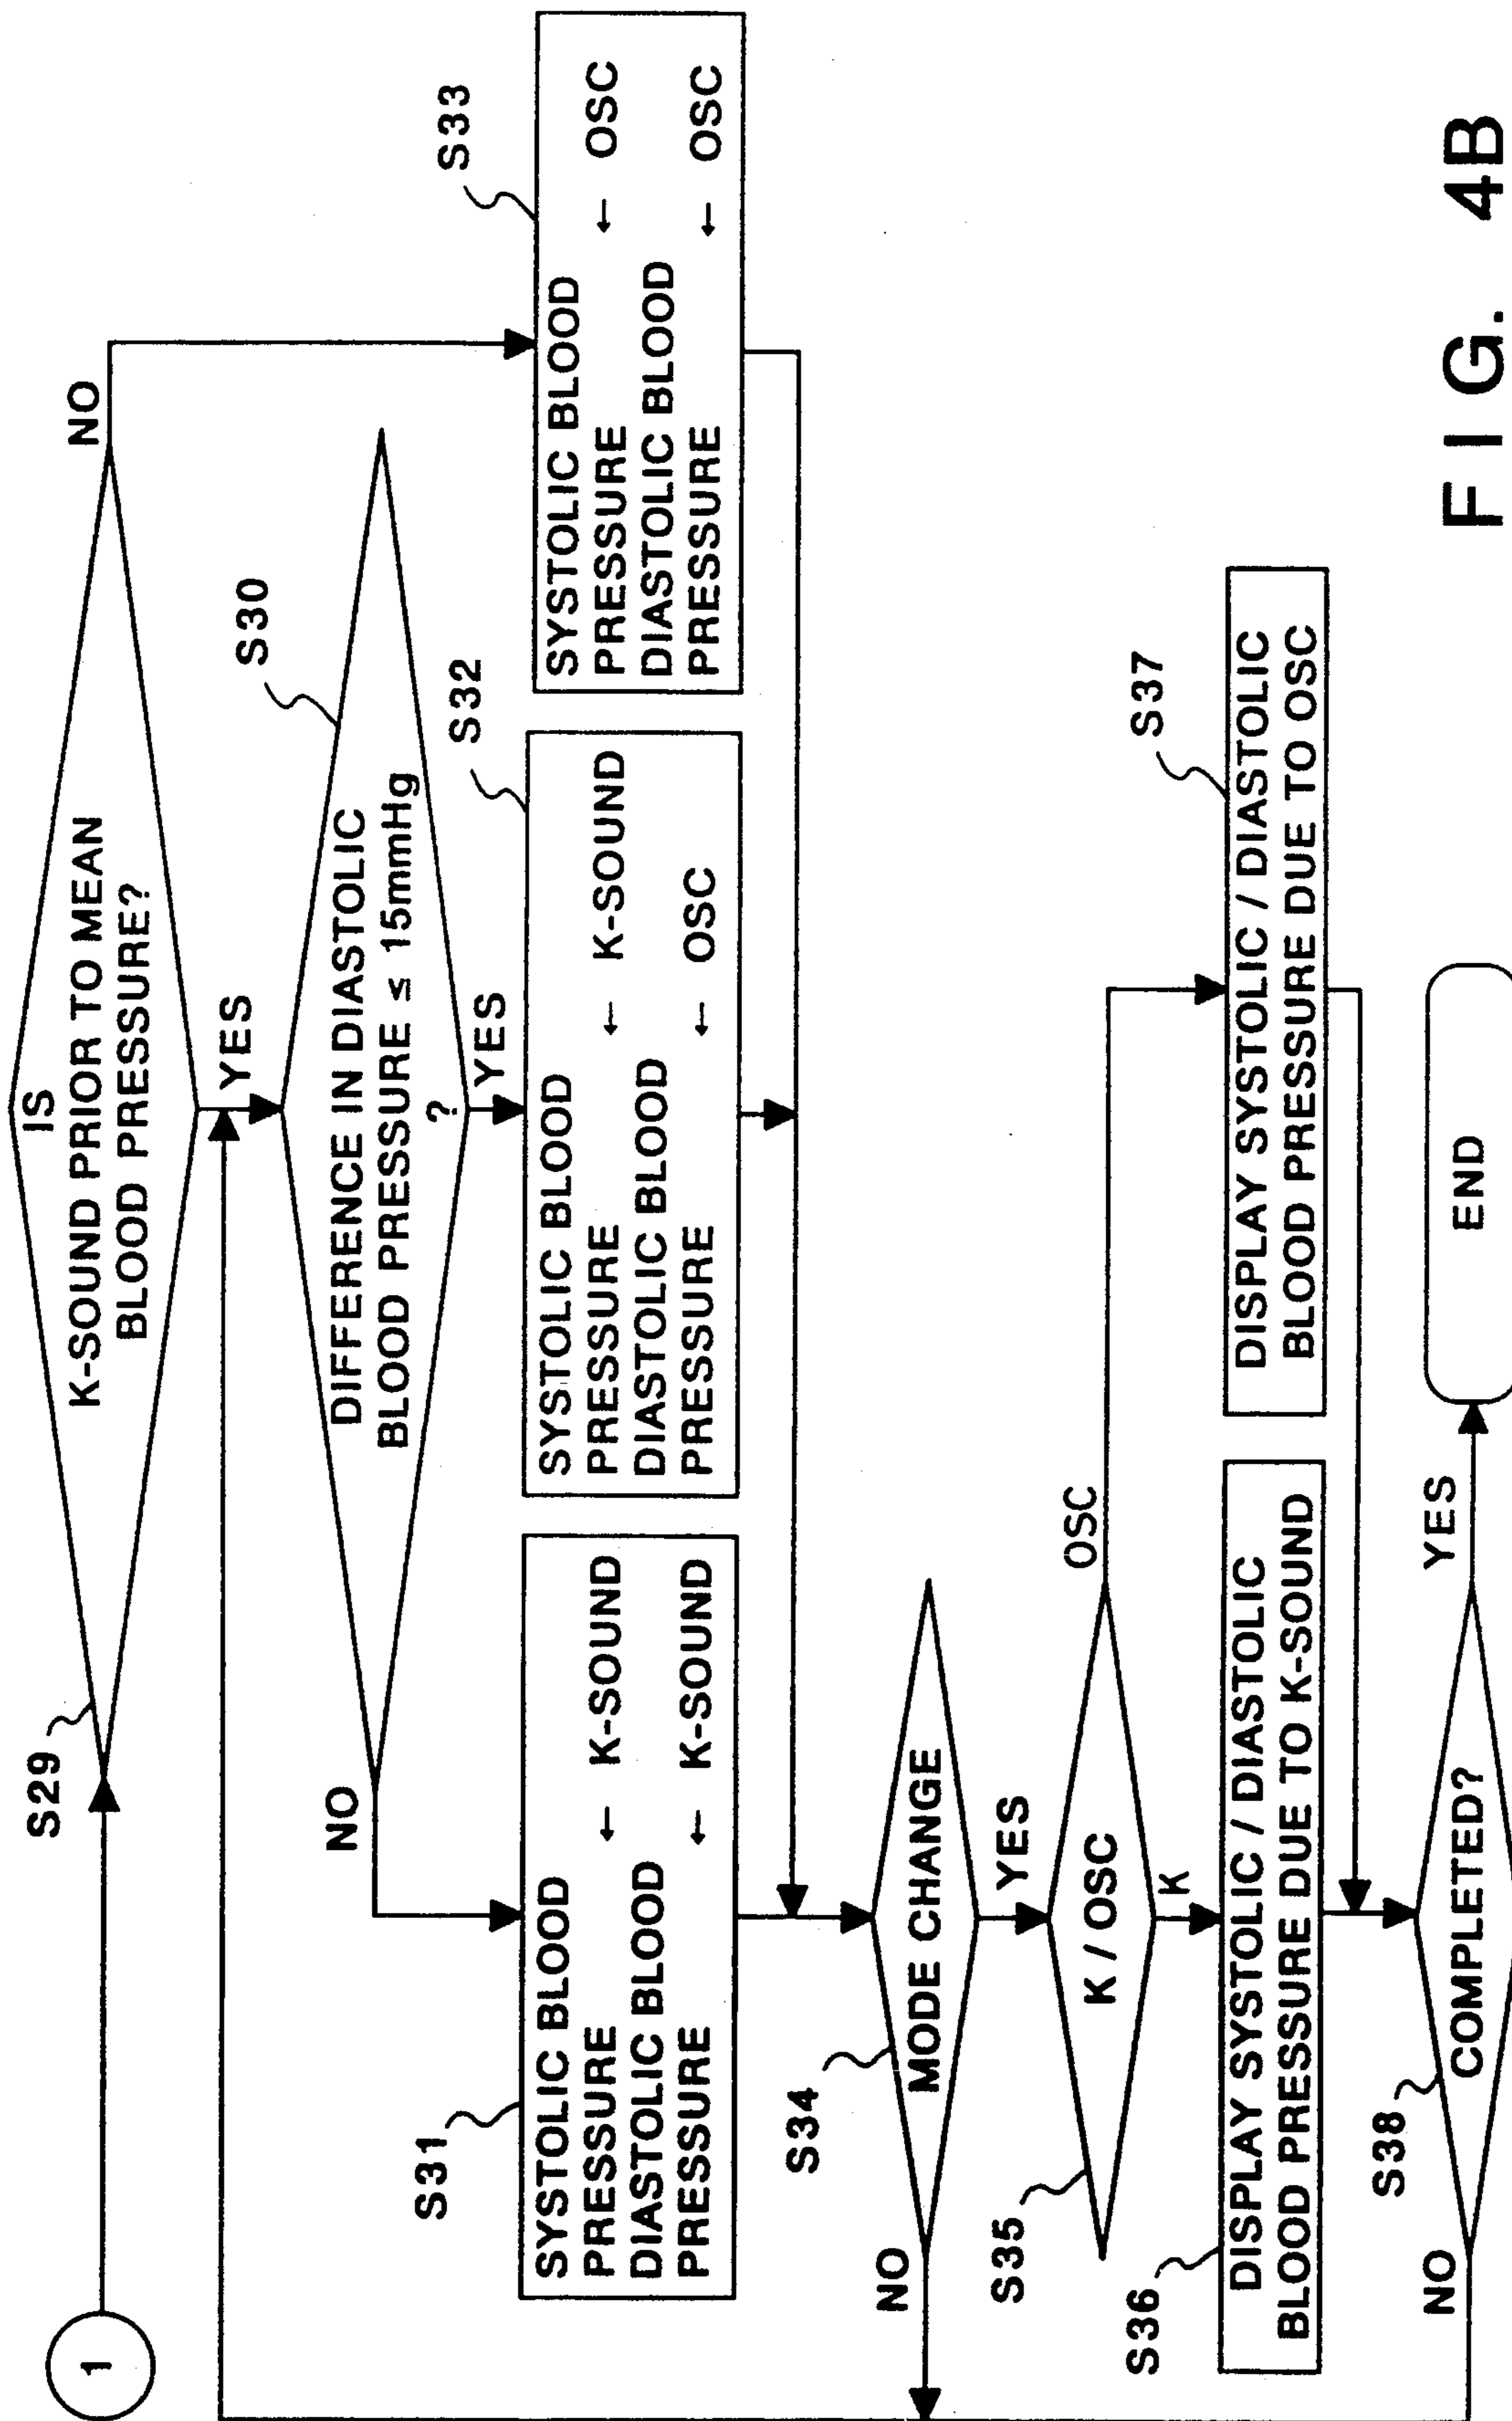 1
S29
IS
K-SOUND PRIOR TO MEAN
BLOOD PRESSURE?
NO
YES
S30
DIFFERENCE IN DIASTOLIC
BLOOD PRESSURE ≤ 15mmHg
?
NO
YES
S31
SYSTOLIC BLOOD
PRESSURE ← K-SOUND
DIASTOLIC BLOOD
PRESSURE ← K-SOUND
S32
SYSTOLIC BLOOD
PRESSURE ← K-SOUND
DIASTOLIC BLOOD
PRESSURE ← OSC
S33
SYSTOLIC BLOOD
PRESSURE ← OSC
DIASTOLIC BLOOD
PRESSURE ← OSC
S34
MODE CHANGE
NO
YES
S35
K / OSC
OSC
K
S36
DISPLAY SYSTOLIC / DIASTOLIC
BLOOD PRESSURE DUE TO K-SOUND
S37
DISPLAY SYSTOLIC / DIASTOLIC
BLOOD PRESSURE DUE TO OSC
S38
COMPLETED?
NO
YES
END
FIG. 4B